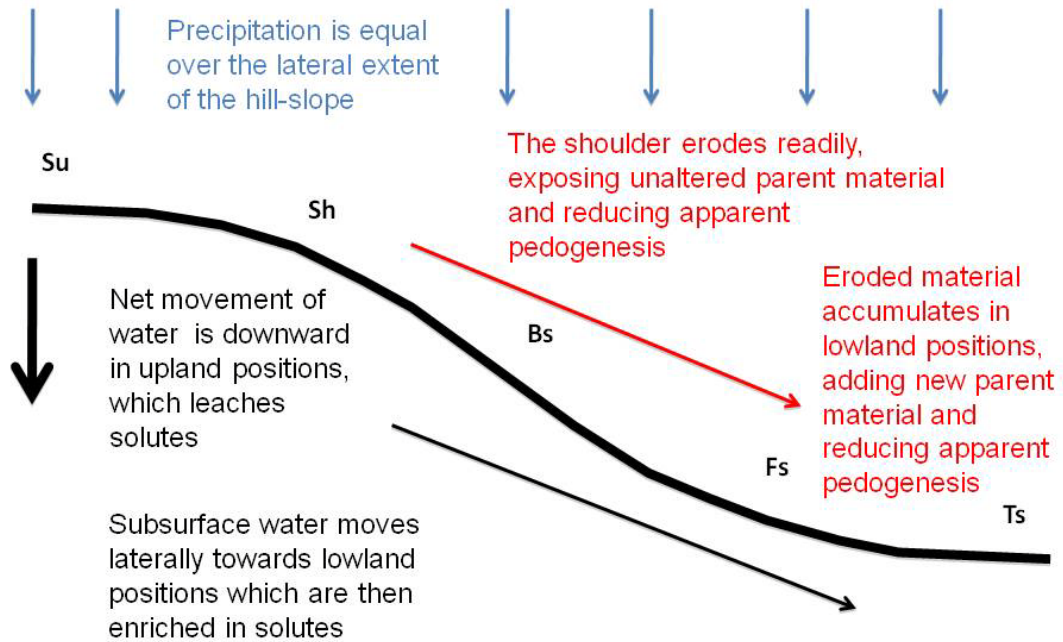 Precipitation is equal
over the lateral extent
of the hill-slope
Su
Sh
The shoulder erodes readily,
exposing unaltered parent material
and reducing apparent
pedogenesis
Net movement of
water is downward
in upland positions,
which leaches
solutes
Bs
Eroded material
accumulates in
lowland positions,
adding new parent
material and
reducing apparent
pedogenesis
Fs
Ts
Subsurface water moves
laterally towards lowland
positions which are then
enriched in solutes